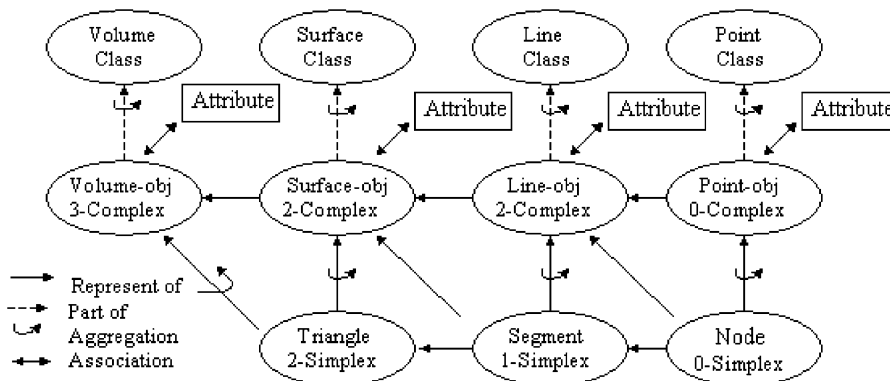 Volume
Class
Surface
Class
Line
Class
Point
Class
Attribute
Attribute
Attribute
Attribute
Volume-obj
3-Complex
Surface-obj
2-Complex
Line-obj
2-Complex
Point-obj
0-Complex
Represent of
Part of
Aggregation
Association
Triangle
2-Simplex
Segment
1-Simplex
Node
0-Simplex